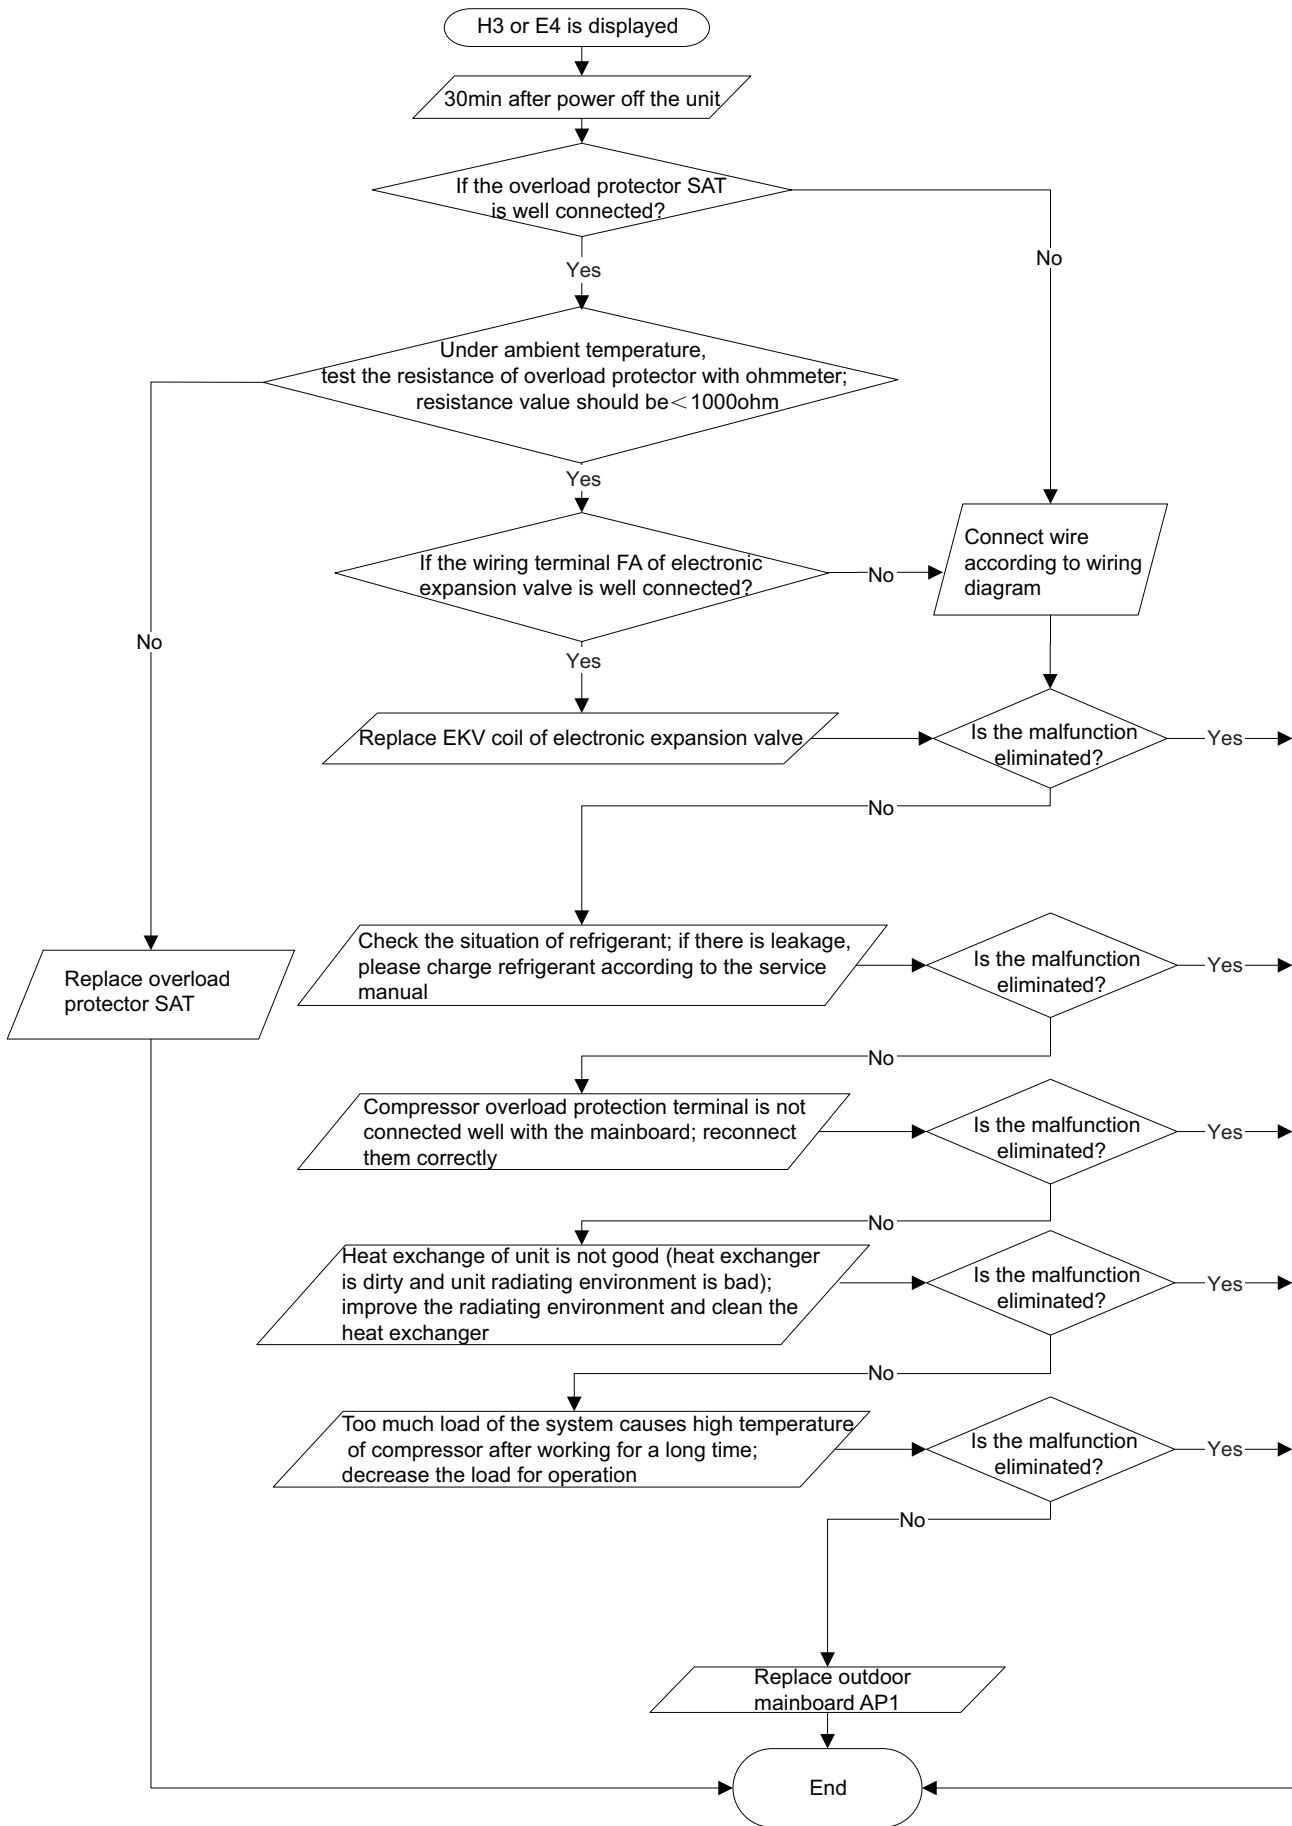 H3 or E4 is displayed
30min after power off the unit
If the overload protector SAT
is well connected?
No
Yes
Under ambient temperature,
test the resistance of overload protector with ohmmeter;
resistance value should be＜1000ohm
Yes
If the wiring terminal FA of electronic
expansion valve is well connected?
No
Connect wire
according to wiring
diagram
No
Yes
Replace EKV coil of electronic expansion valve
Is the malfunction
eliminated?
Yes
No
Check the situation of refrigerant; if there is leakage,
please charge refrigerant according to the service
manual
Is the malfunction
eliminated?
Yes
Replace overload
protector SAT
No
Compressor overload protection terminal is not
connected well with the mainboard; reconnect
them correctly
Is the malfunction
eliminated?
Yes
No
Heat exchange of unit is not good (heat exchanger
is dirty and unit radiating environment is bad);
improve the radiating environment and clean the
heat exchanger
Is the malfunction
eliminated?
Yes
No
Too much load of the system causes high temperature
of compressor after working for a long time;
decrease the load for operation
Is the malfunction
eliminated?
Yes
No
Replace outdoor
mainboard AP1
End